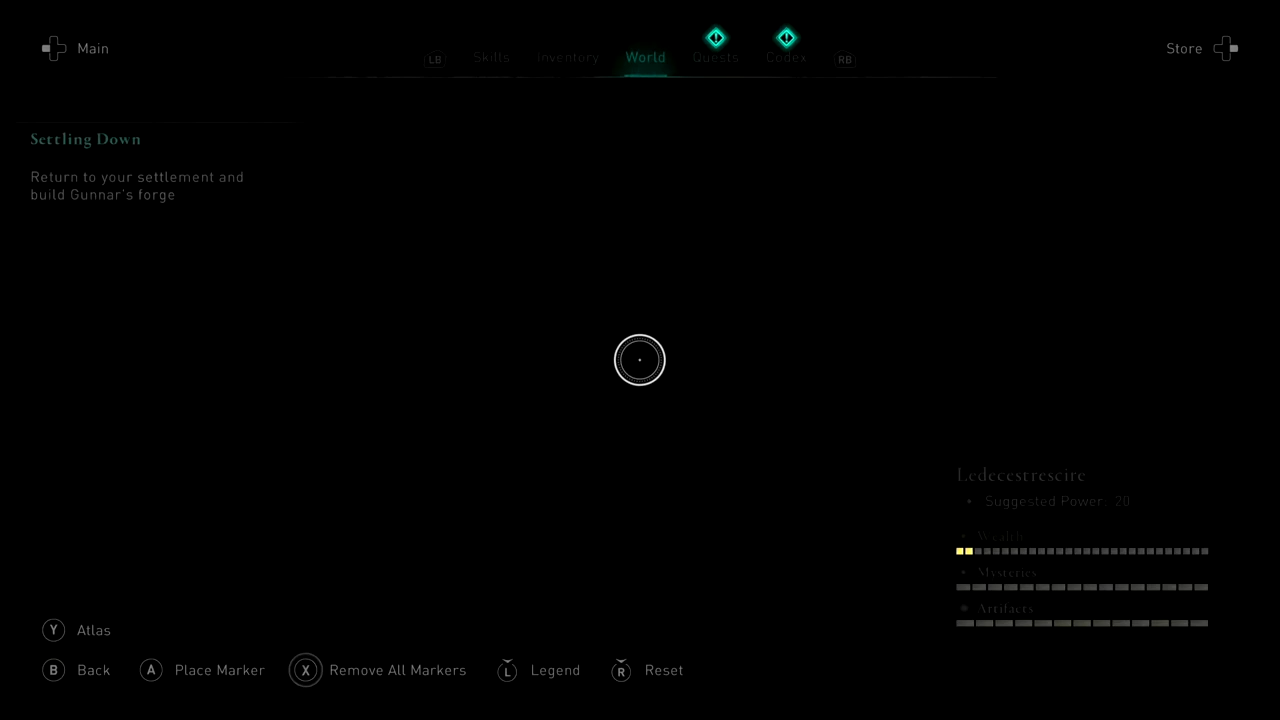 Main
LB Skills Inventory World Quests Codex RB
Store
Settling Down
Return to your settlement and
build Gunnar's forge
Ledecestrescire
Suggested Power: 20
Wealth
Mysteries
Artifacts
Y Atlas
B Back A Place Marker X Remove All Markers L Legend R Reset